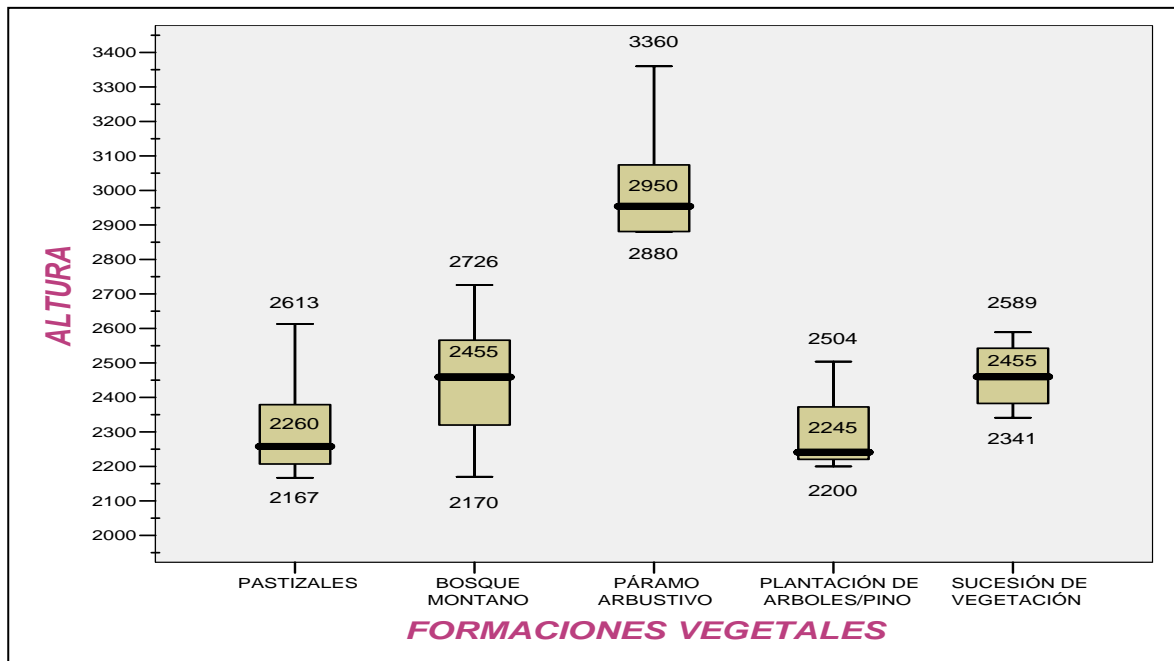 ALTURA
3400
3300
3200
3100
3000
2900
2800
2700
2600
2500
2400
2300
2200
2100
2000
2613
2260
2167
2726
2455
2170
3360
2950
2880
2504
2245
2200
2589
2455
2341
PASTIZALES
BOSQUE
MONTANO
PÁRAMO
ARBUSTIVO
PLANTACIÓN DE
ARBOLES/PINO
SUCESIÓN DE
VEGETACIÓN
FORMACIONES VEGETALES